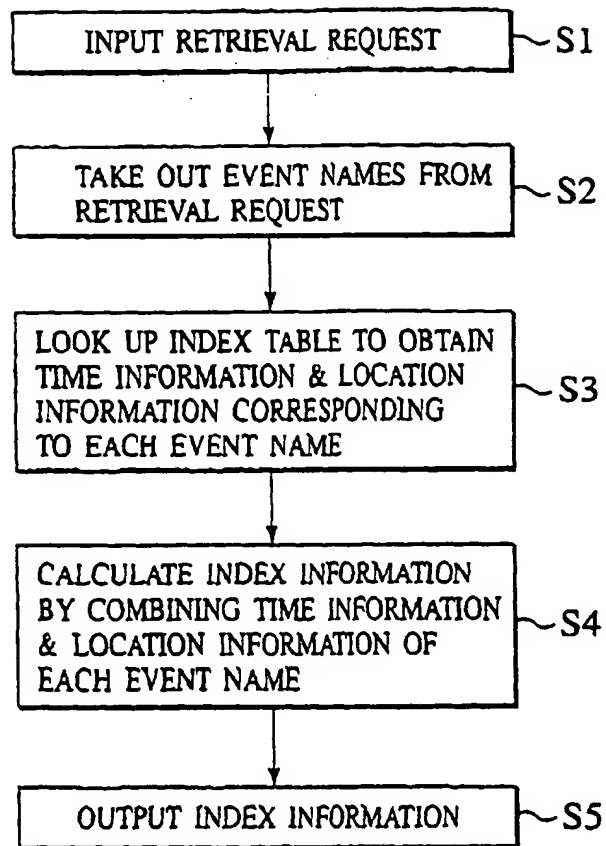 INPUT RETRIEVAL REQUEST
S1
TAKE OUT EVENT NAMES FROM
RETRIEVAL REQUEST
S2
LOOK UP INDEX TABLE TO OBTAIN
TIME INFORMATION & LOCATION
INFORMATION CORRESPONDING
TO EACH EVENT NAME
S3
CALCULATE INDEX INFORMATION
BY COMBINING TIME INFORMATION
& LOCATION INFORMATION OF
EACH EVENT NAME
S4
OUTPUT INDEX INFORMATION
S5